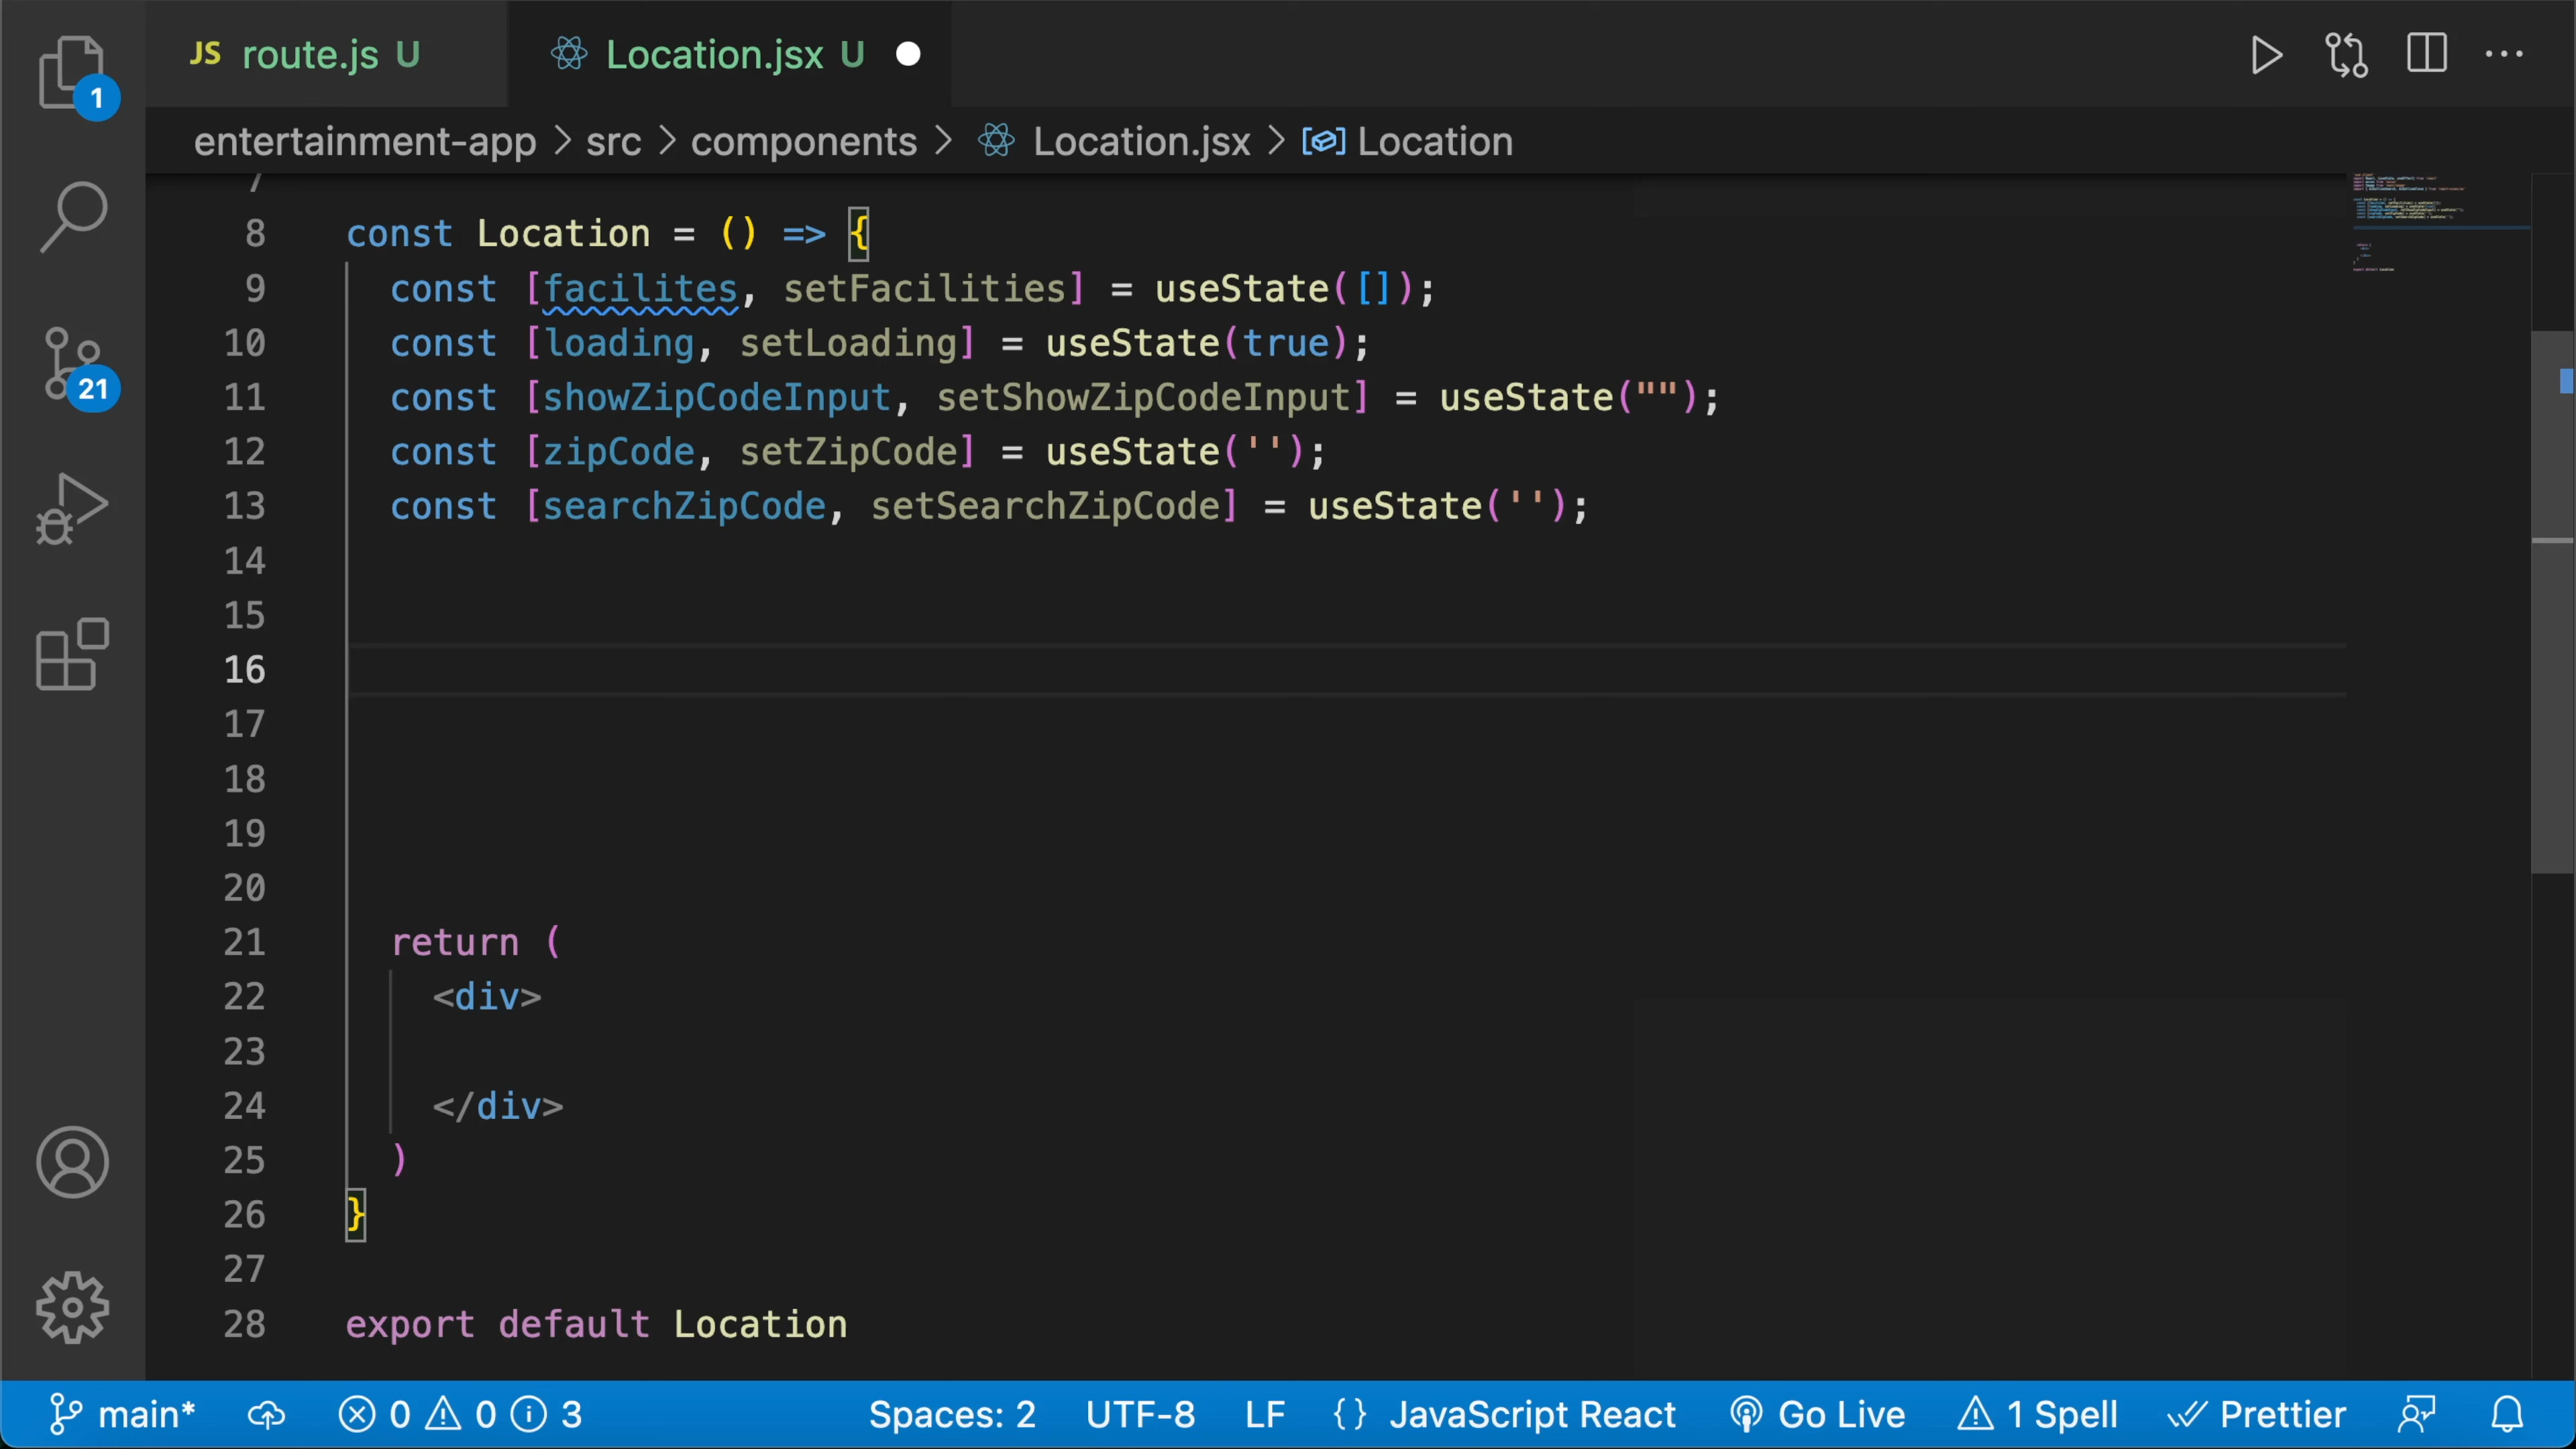 1
JS route.js U
Location.jsx U
entertainment-app > src > components > Location.jsx > Location
7
8 const Location = () => {
9 const [facilites, setFacilities] = useState([]);
10 const [loading, setLoading] = useState(true);
11 const [showZipCodeInput, setShowZipCodeInput] = useState("");
12 const [zipCode, setZipCode] = useState('');
13 const [searchZipCode, setSearchZipCode] = useState('');
14
15
16
17
18
19
20
21 return (
22 <div>
23
24 </div>
25 )
26 }
27
28 export default Location
21
main* 0 0 3 Spaces: 2 UTF-8 LF {} JavaScript React Go Live 1 Spell Prettier